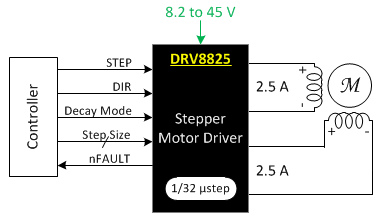 8.2 to 45 V
DRV8825
STEP
DIR
Decay Mode
Step Size
nFAULT
Controller
Stepper
Motor Driver
1/32 µstep
2.5 A
+
-
M
+
-
2.5 A